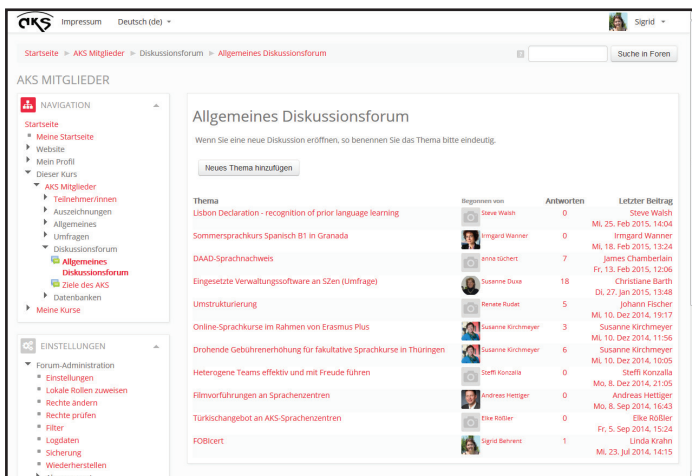 aks Impressum Deutsch (de) Sigrid
Startseite ► AKS Mitglieder ► Diskussionsforum ► Allgemeines Diskussionsforum
Suche in Foren
AKS MITGLIEDER
NAVIGATION
Startseite
Meine Startseite
Website
Mein Profil
Dieser Kurs
AKS Mitglieder
Teilnehmer/innen
Auszeichnungen
Allgemeines
Umfragen
Diskussionsforum
Allgemeines
Diskussionsforum
Ziele des AKS
Datenbanken
Meine Kurse
EINSTELLUNGEN
Forum-Administration
Einstellungen
Lokale Rollen zuweisen
Rechte ändern
Rechte prüfen
Filter
Logdaten
Sicherung
Wiederherstellen
Allgemeines Diskussionsforum
Wenn Sie eine neue Diskussion eröffnen, so benennen Sie das Thema bitte eindeutig.
Neues Thema hinzufügen
Thema Begonnen von Antworten Letzter Beitrag
Lisbon Declaration - recognition of prior language learning Steve Walsh 0 Steve Walsh
Mi, 25. Feb 2015, 14:04
Sommersprachkurs Spanisch B1 in Granada Irmgard Wanner 0 Irmgard Wanner
Mi, 18. Feb 2015, 13:24
DAAD-Sprachnachweis anna tüchert 7 James Chamberlain
Fr, 13. Feb 2015, 12:06
Eingesetzte Verwaltungssoftware an SZen (Umfrage) Susanne Duxa 18 Christiane Barth
Di, 27. Jan 2015, 13:48
Umstrukturierung Renate Rudat 5 Johann Fischer
Mi, 10. Dez 2014, 19:17
Online-Sprachkurse im Rahmen von Erasmus Plus Susanne Kirchmeyer 3 Susanne Kirchmeyer
Mi, 10. Dez 2014, 11:56
Drohende Gebührenerhöhung für fakultative Sprachkurse in Thüringen Susanne Kirchmeyer 6 Susanne Kirchmeyer
Mi, 10. Dez 2014, 10:05
Heterogene Teams effektiv und mit Freude führen Steffi Konzalla 0 Steffi Konzalla
Mo, 8. Dez 2014, 21:05
Filmvorführungen an Sprachenzentren Andreas Hettiger 0 Andreas Hettiger
Mo, 8. Sep 2014, 16:43
Türkischangebot an AKS-Sprachenzentren Elke Rößler 0 Elke Rößler
Fr, 5. Sep 2014, 15:24
FOBIcert Sigrid Behrent 1 Linda Krahn
Mi, 23. Jul 2014, 14:15